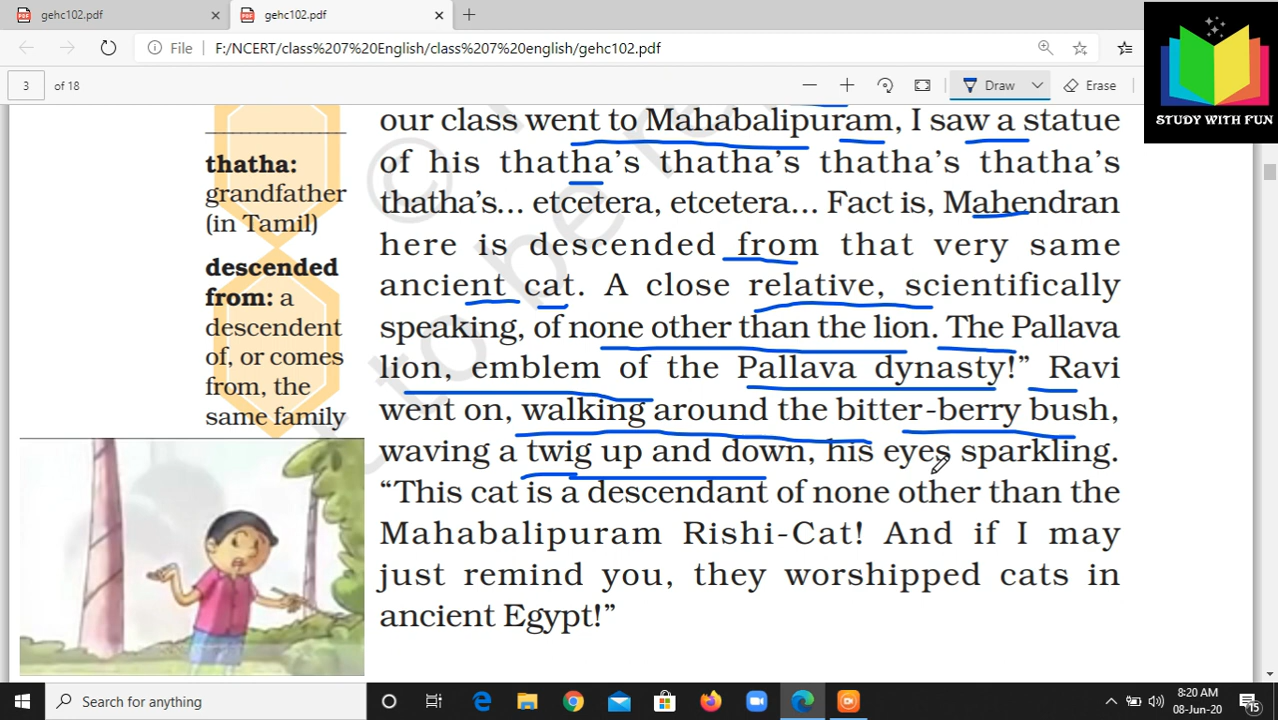 gehc102.pdf
gehc102.pdf
File F:/NCERT/class%207%20English/class%207%20english/gehc102.pdf
3 of 18
Draw
Erase
STUDY WITH FUN
thatha:
grandfather
(in Tamil)
descended
from: a
descendent
of, or comes
from, the
same family
our class went to Mahabalipuram, I saw a statue
of his thatha's thatha's thatha's thatha's
thatha's... etcetera, etcetera... Fact is, Mahendran
here is descended from that very same
ancient cat. A close relative, scientifically
speaking, of none other than the lion. The Pallava
lion, emblem of the Pallava dynasty!" Ravi
went on, walking around the bitter-berry bush,
waving a twig up and down, his eyes sparkling.
"This cat is a descendant of none other than the
Mahabalipuram Rishi-Cat! And if I may
just remind you, they worshipped cats in
ancient Egypt!"
©
to be re
Search for anything
8:20 AM
08-Jun-20
15